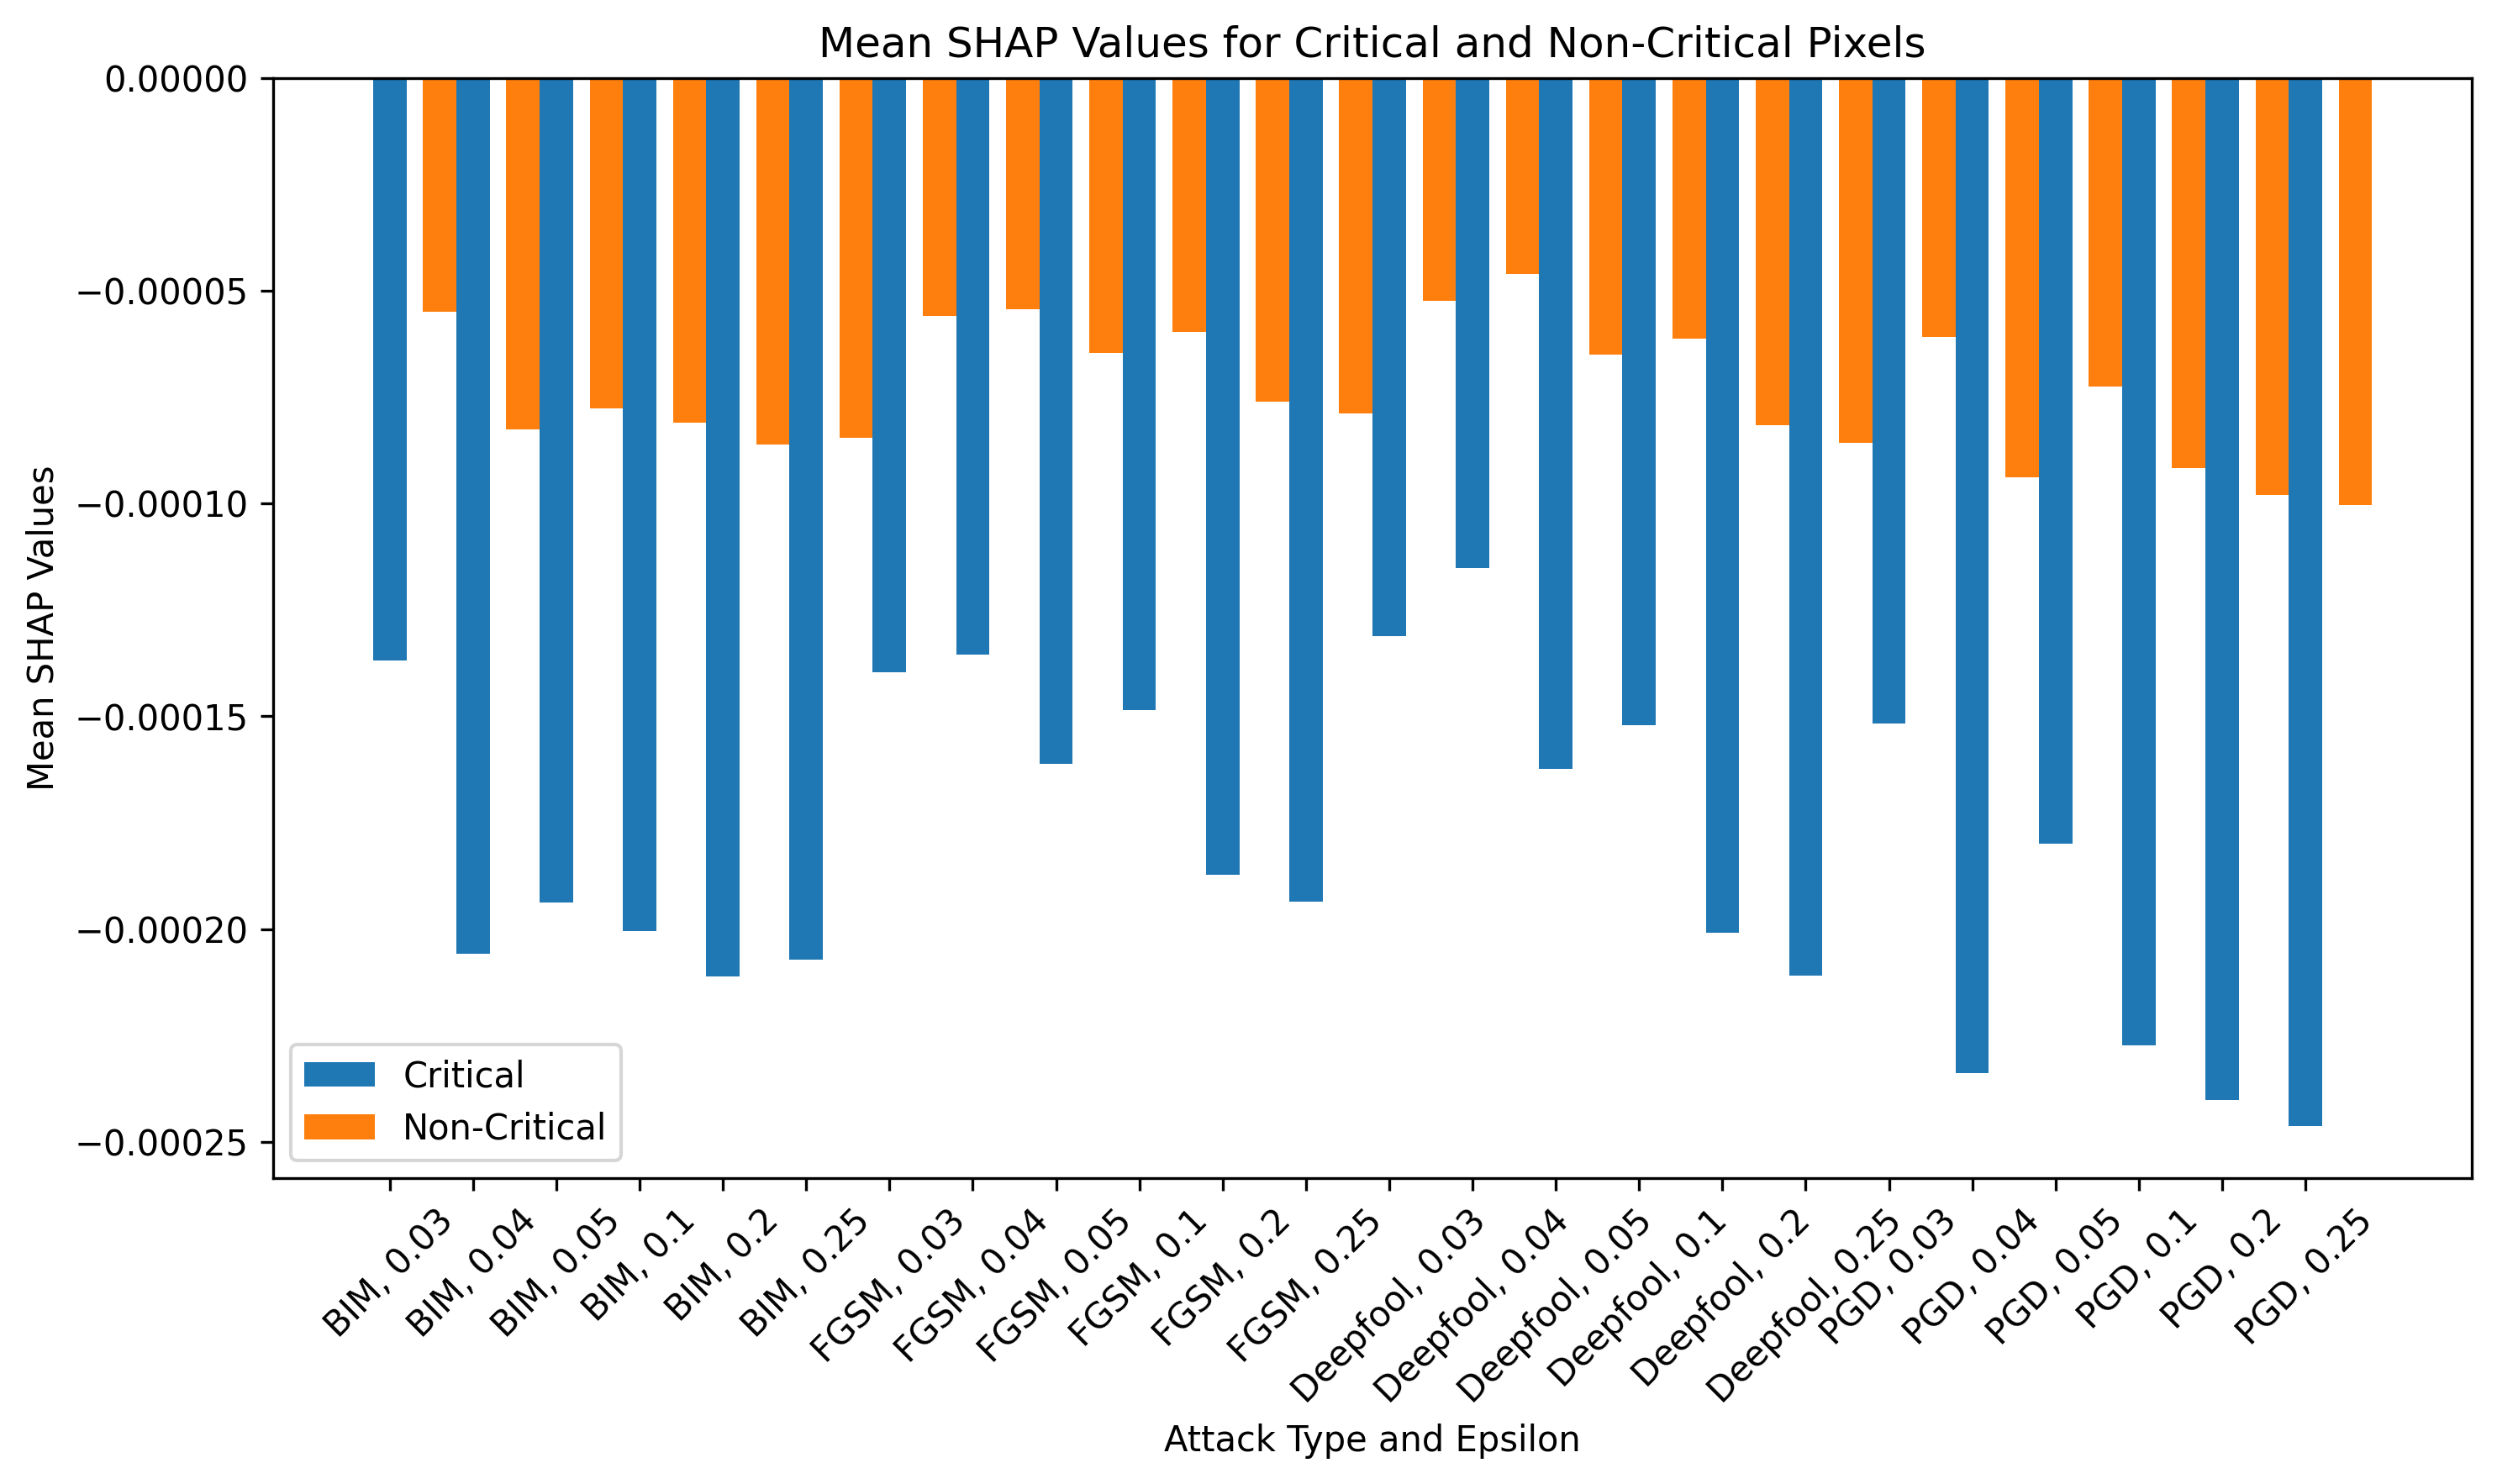 Mean SHAP Values for Critical and Non-Critical Pixels
0.00000
−0.00005
−0.00010
−0.00015
−0.00020
−0.00025
Mean SHAP Values
Critical
Non-Critical
BIM, 0.03
BIM, 0.04
BIM, 0.05
BIM, 0.1
BIM, 0.2
BIM, 0.25
FGSM, 0.03
FGSM, 0.04
FGSM, 0.05
FGSM, 0.1
FGSM, 0.2
FGSM, 0.25
Deepfool, 0.03
Deepfool, 0.04
Deepfool, 0.05
Deepfool, 0.1
Deepfool, 0.2
Deepfool, 0.25
PGD, 0.03
PGD, 0.04
PGD, 0.05
PGD, 0.1
PGD, 0.2
PGD, 0.25
Attack Type and Epsilon